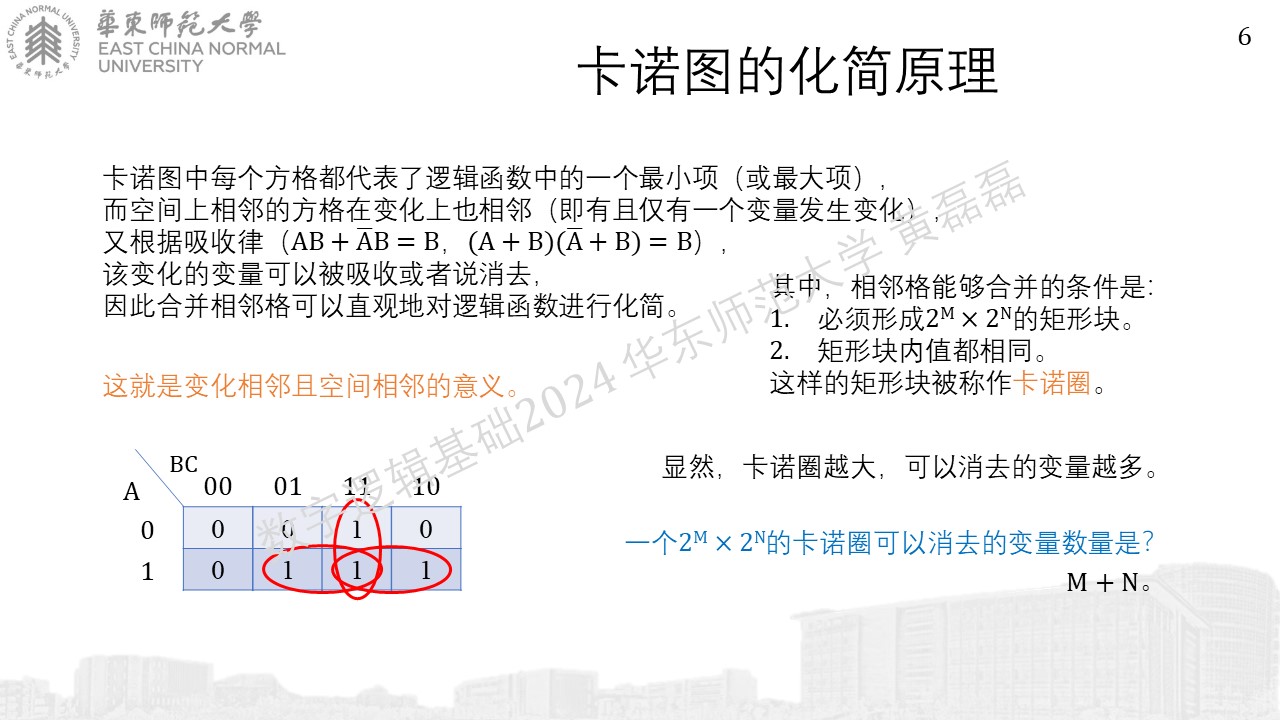 華東師范大學
EAST CHINA NORMAL
UNIVERSITY
EAST CHINA NORMAL UNIVERSITY
華東师范大学
6
卡诺图的化简原理
卡诺图中每个方格都代表了逻辑函数中的一个最小项（或最大项），
而空间上相邻的方格在变化上也相邻（即有且仅有一个变量发生变化），
又根据吸收律（AB + A̅B = B，(A + B)(A̅ + B) = B），
该变化的变量可以被吸收或者说消去，
因此合并相邻格可以直观地对逻辑函数进行化简。
这就是变化相邻且空间相邻的意义。
其中，相邻格能够合并的条件是：
1. 必须形成2ᴹ × 2ᴺ的矩形块。
2. 矩形块内值都相同。
这样的矩形块被称作卡诺圈。
显然，卡诺圈越大，可以消去的变量越多。
一个2ᴹ × 2ᴺ的卡诺圈可以消去的变量数量是？
M + N。
BC
A 00 01 11 10
0 0 0 1 0
1 0 1 1 1
数字逻辑基础2024 华东师范大学 黄磊磊